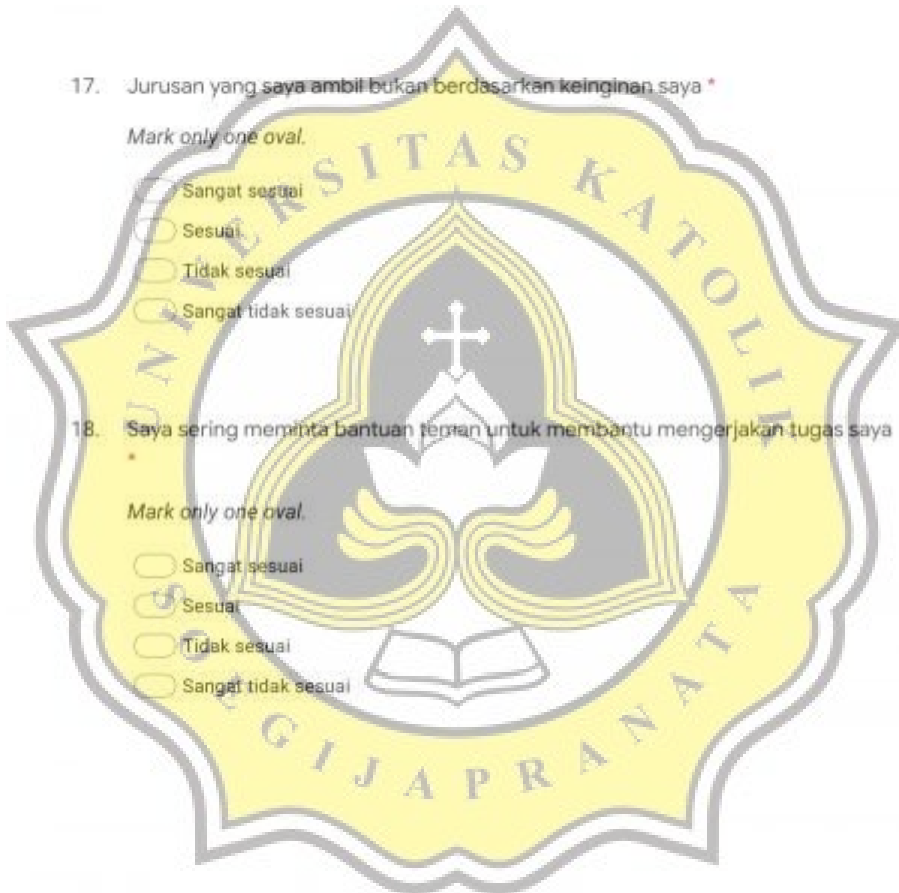 17. Jurusan yang saya ambil bukan berdasarkan keinginan saya *
Mark only one oval.
Sangat sesuai
Sesuai
Tidak sesuai
Sangat tidak sesuai
18. Saya sering meminta bantuan teman untuk membantu mengerjakan tugas saya
*
Mark only one oval.
Sangat sesuai
Sesuai
Tidak sesuai
Sangat tidak sesuai
UNIVERSITAS KATOLIK
SOEGIJAPRANATA